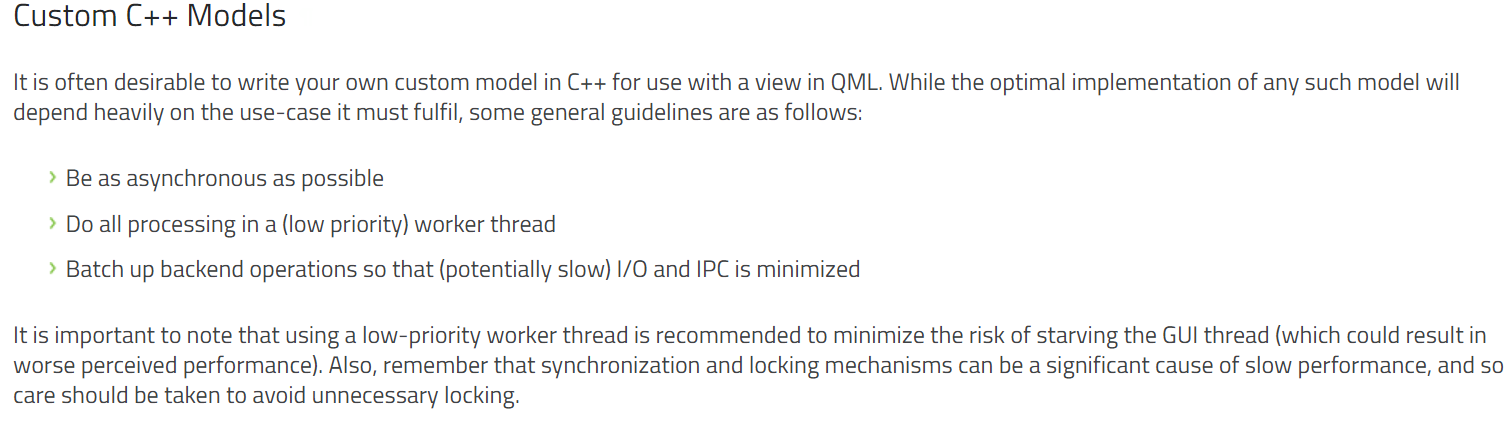 Custom C++ Models
It is often desirable to write your own custom model in C++ for use with a view in QML. While the optimal implementation of any such model will
depend heavily on the use-case it must fulfil, some general guidelines are as follows:
Be as asynchronous as possible
Do all processing in a (low priority) worker thread
Batch up backend operations so that (potentially slow) I/O and IPC is minimized
It is important to note that using a low-priority worker thread is recommended to minimize the risk of starving the GUI thread (which could result in
worse perceived performance). Also, remember that synchronization and locking mechanisms can be a significant cause of slow performance, and so
care should be taken to avoid unnecessary locking.